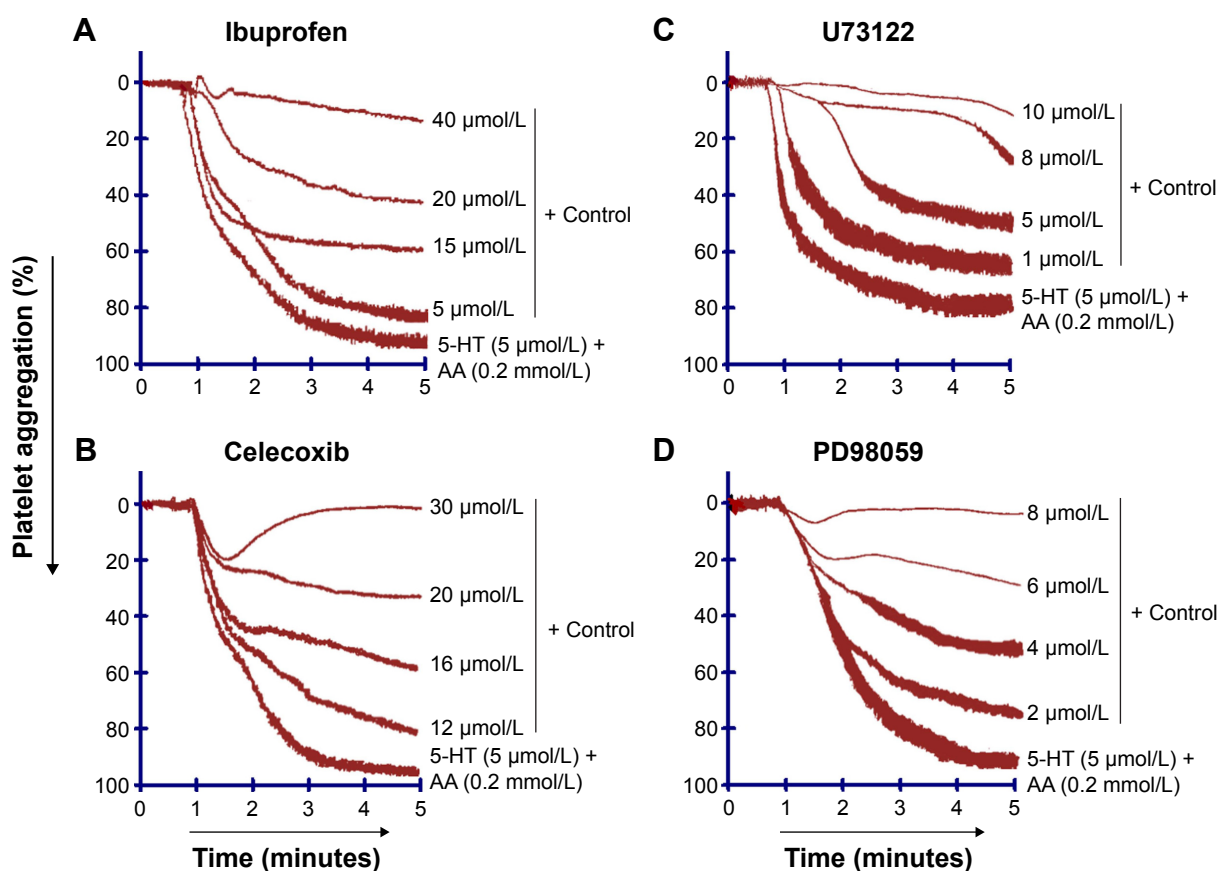 A
Ibuprofen
0
20
40
60
80
100
0 1 2 3 4 5
40 µmol/L
20 µmol/L
15 µmol/L
5 µmol/L
+ Control
5-HT (5 µmol/L) +
AA (0.2 mmol/L)
C
U73122
0
20
40
60
80
100
0 1 2 3 4 5
10 µmol/L
8 µmol/L
5 µmol/L
1 µmol/L
+ Control
5-HT (5 µmol/L) +
AA (0.2 mmol/L)
Platelet aggregation (%)
B
Celecoxib
0
20
40
60
80
100
0 1 2 3 4 5
30 µmol/L
20 µmol/L
16 µmol/L
12 µmol/L
+ Control
5-HT (5 µmol/L) +
AA (0.2 mmol/L)
Time (minutes)
D
PD98059
0
20
40
60
80
100
0 1 2 3 4 5
8 µmol/L
6 µmol/L
4 µmol/L
2 µmol/L
+ Control
5-HT (5 µmol/L) +
AA (0.2 mmol/L)
Time (minutes)